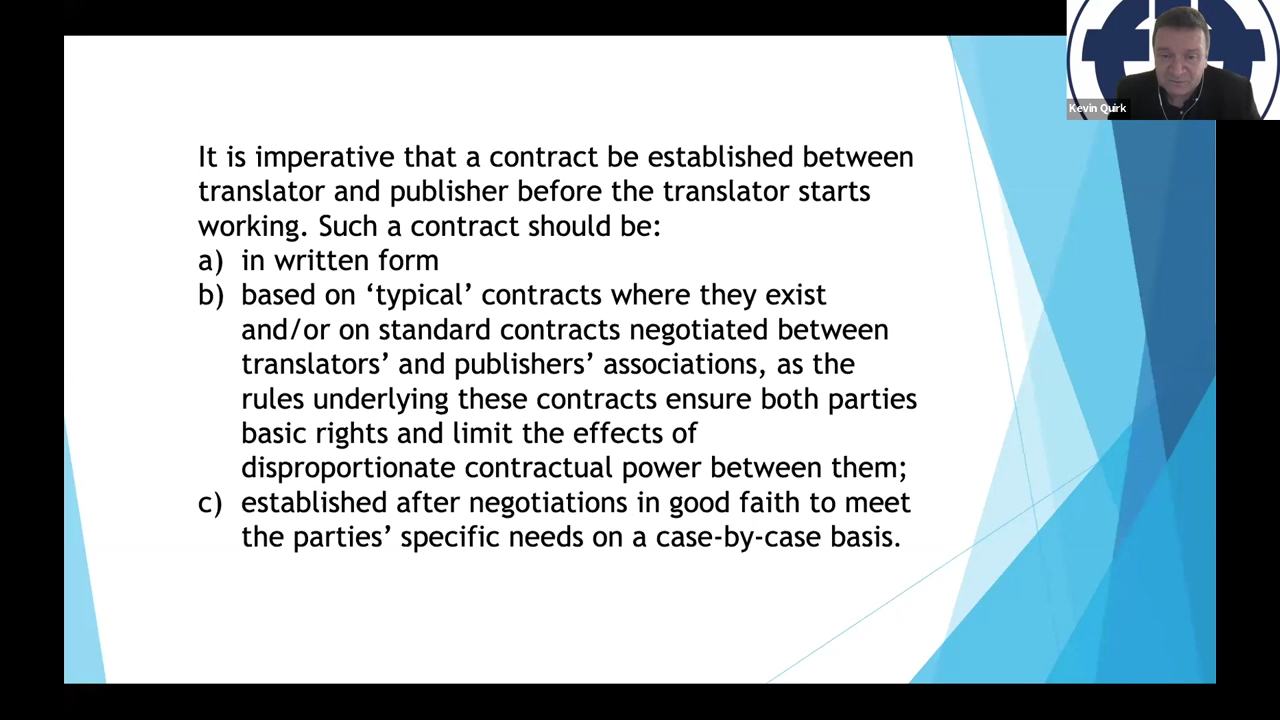 It is imperative that a contract be established between
translator and publisher before the translator starts
working. Such a contract should be:
a) in written form
b) based on ‘typical’ contracts where they exist
and/or on standard contracts negotiated between
translators’ and publishers’ associations, as the
rules underlying these contracts ensure both parties
basic rights and limit the effects of
disproportionate contractual power between them;
c) established after negotiations in good faith to meet
the parties’ specific needs on a case-by-case basis.
Kevin Quirk